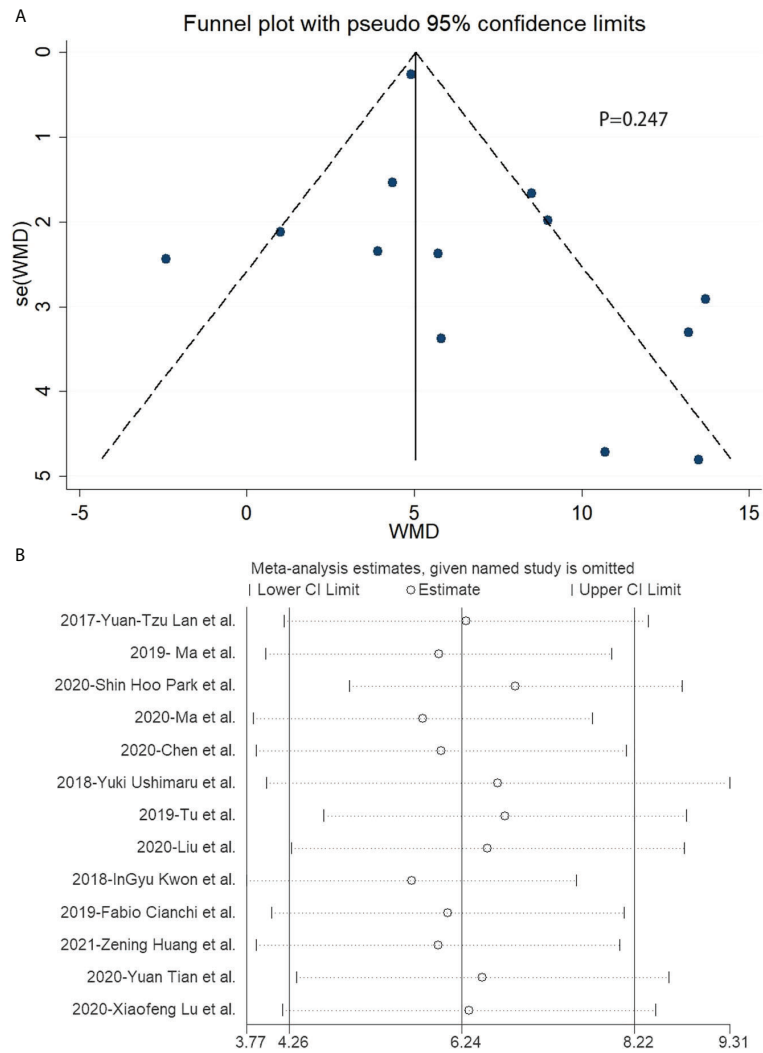 A
Funnel plot with pseudo 95% confidence limits
P=0.247
se(WMD)
0
1
2
3
4
5
-5 0 5 10 15
WMD
B
Meta-analysis estimates, given named study is omitted
| Lower CI Limit ○ Estimate | Upper CI Limit
2017-Yuan-Tzu Lan et al.
2019- Ma et al.
2020-Shin Hoo Park et al.
2020-Ma et al.
2020-Chen et al.
2018-Yuki Ushimaru et al.
2019-Tu et al.
2020-Liu et al.
2018-InGyu Kwon et al.
2019-Fabio Cianchi et al.
2021-Zening Huang et al.
2020-Yuan Tian et al.
2020-Xiaofeng Lu et al.
3.77 4.26 6.24 8.22 9.31